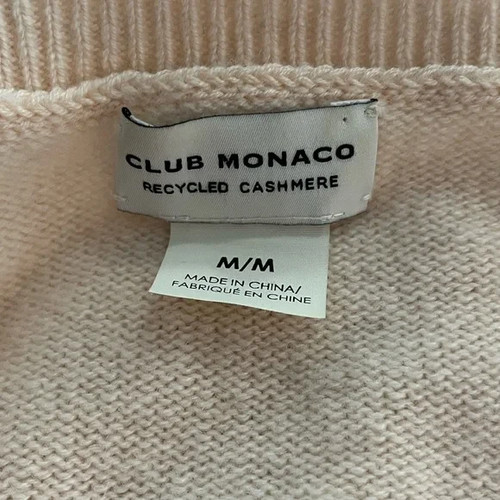 CLUB MONACO
RECYCLED CASHMERE
M/M
MADE IN CHINA/
FABRIQUÉ EN CHINE